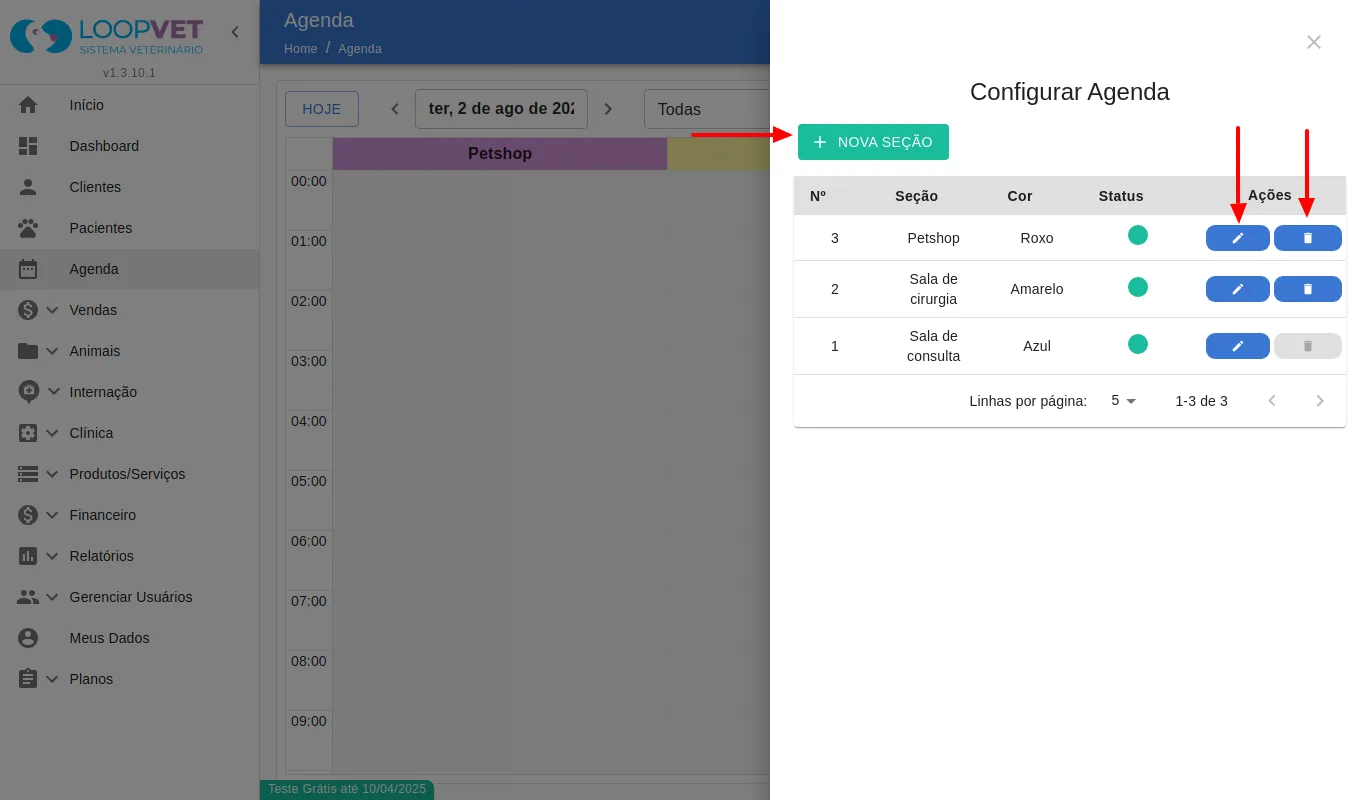 LOOPVET
SISTEMA VETERINÁRIO
v1.3.10.1
Início
Dashboard
Clientes
Pacientes
Agenda
Vendas
Animais
Internação
Clínica
Produtos/Serviços
Financeiro
Relatórios
Gerenciar Usuários
Meus Dados
Planos
Agenda
Home / Agenda
HOJE
ter, 2 de ago de 202
Todas
Petshop
00:00
01:00
02:00
03:00
04:00
05:00
06:00
07:00
08:00
09:00
Teste Grátis até 10/04/2025
Configurar Agenda
+ NOVA SEÇÃO
Nº Seção Cor Status Ações
3 Petshop Roxo
2 Sala de cirurgia Amarelo
1 Sala de consulta Azul
Linhas por página: 5 1-3 de 3